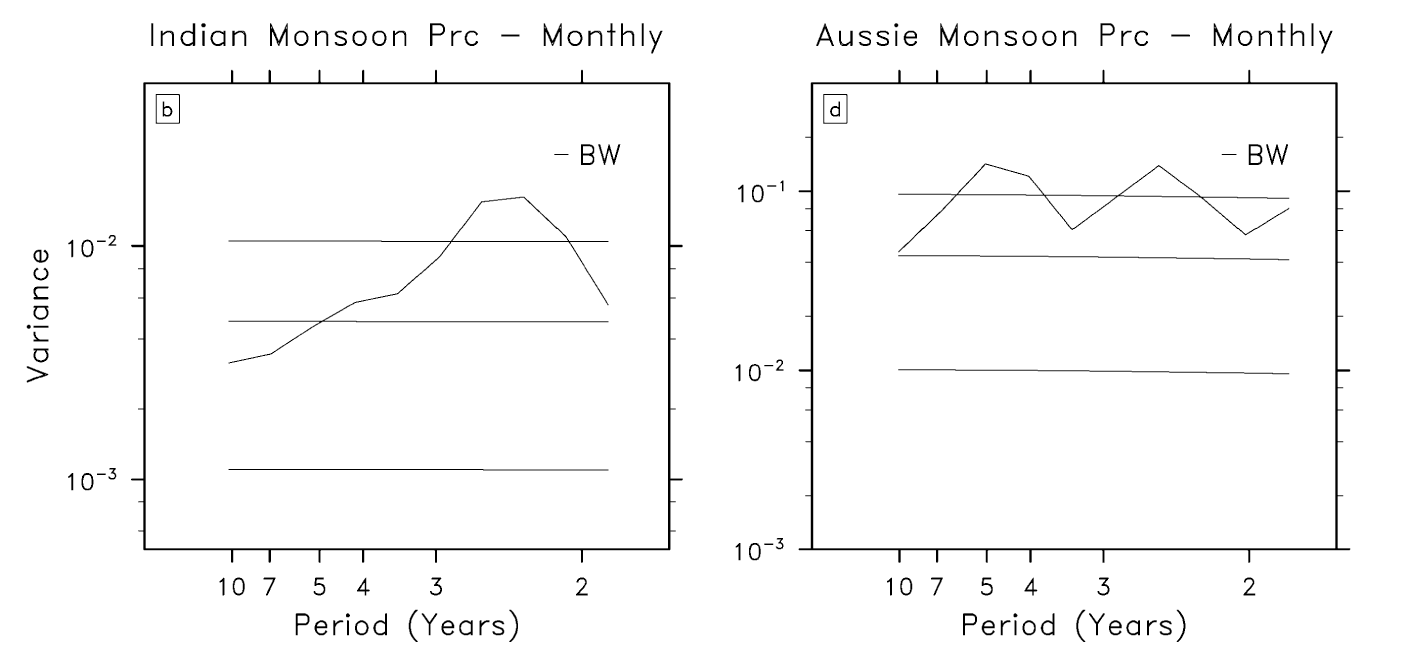 Indian Monsoon Prc – Monthly
b
– BW
10⁻²
10⁻³
Variance
10 7 5 4 3 2
Period (Years)
Aussie Monsoon Prc – Monthly
d
– BW
10⁻¹
10⁻²
10⁻³
10 7 5 4 3 2
Period (Years)